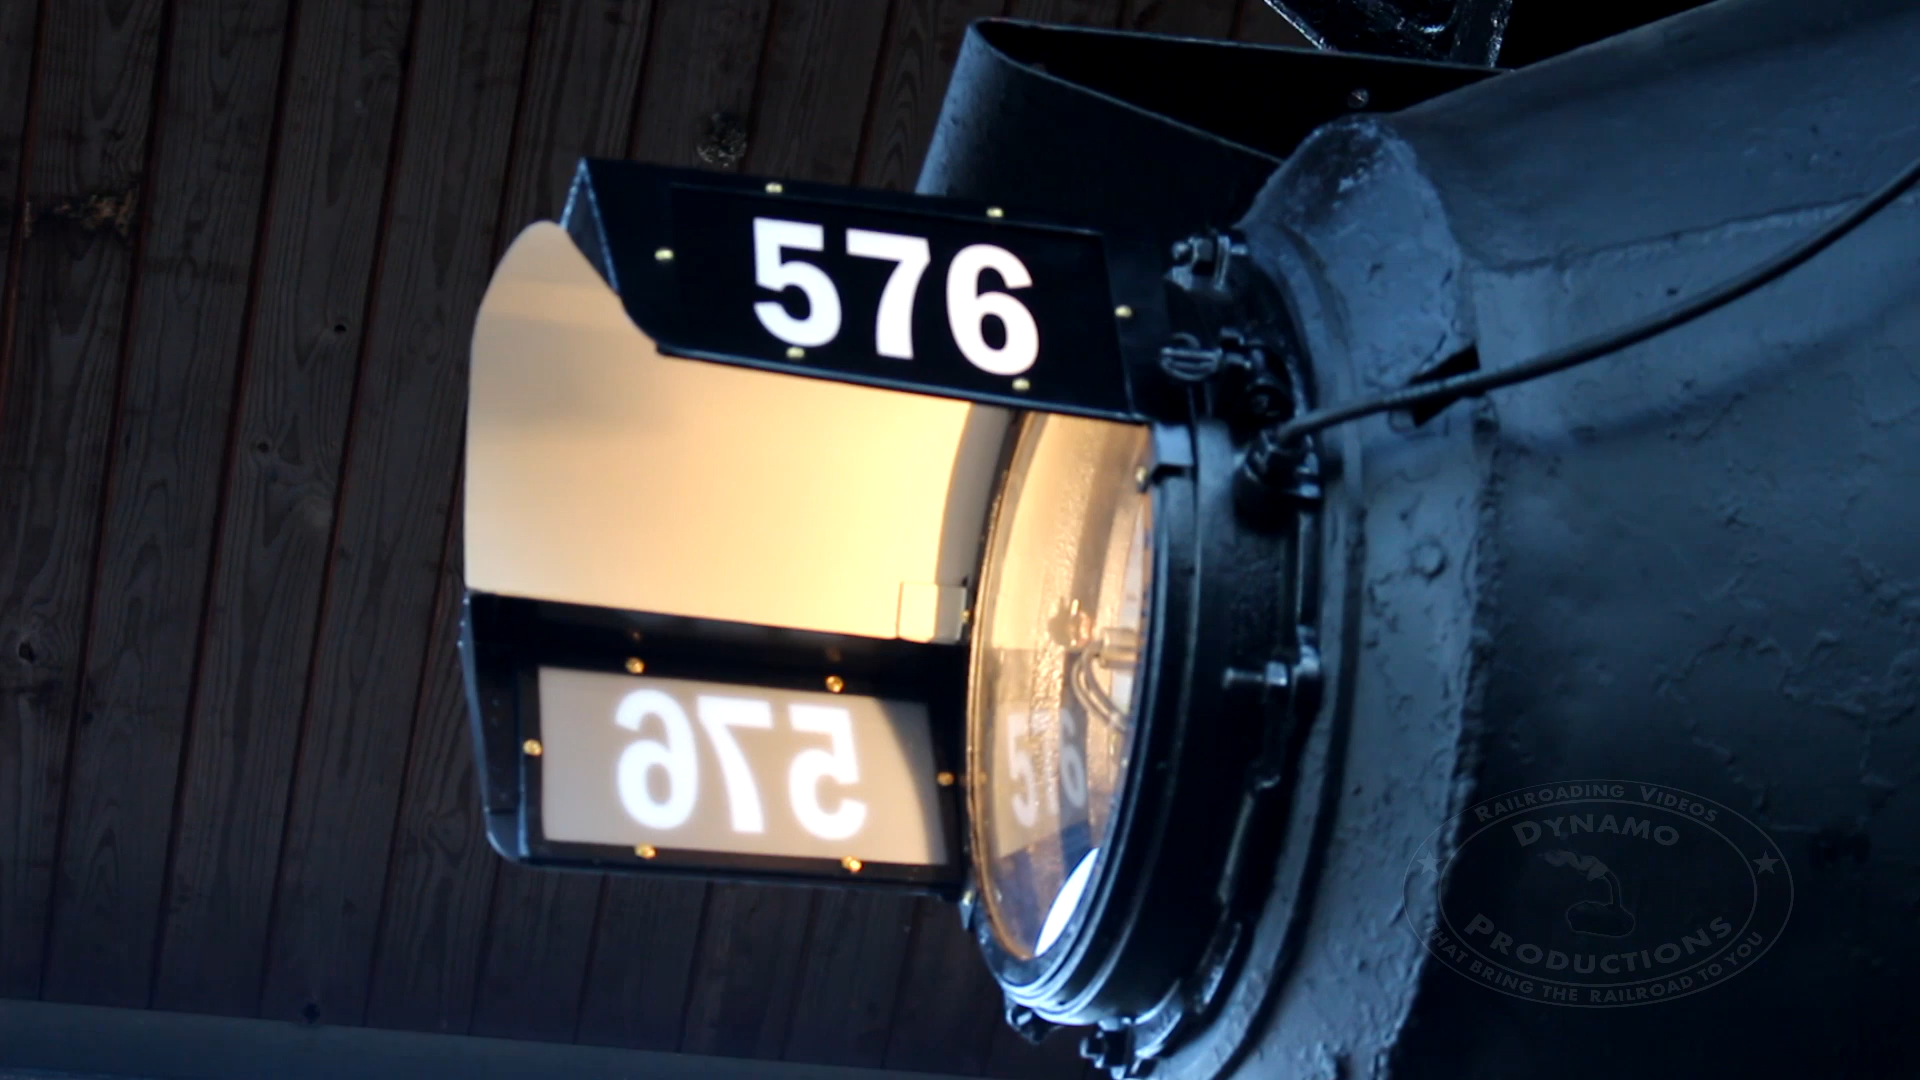 576
576
RAILROADING VIDEOS
DYNAMO
PRODUCTIONS
THAT BRING THE RAILROAD TO YOU